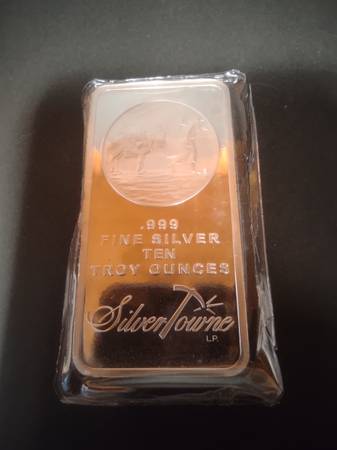 .999
FINE SILVER
TEN
TROY OUNCES
SilverTowne
L.P.